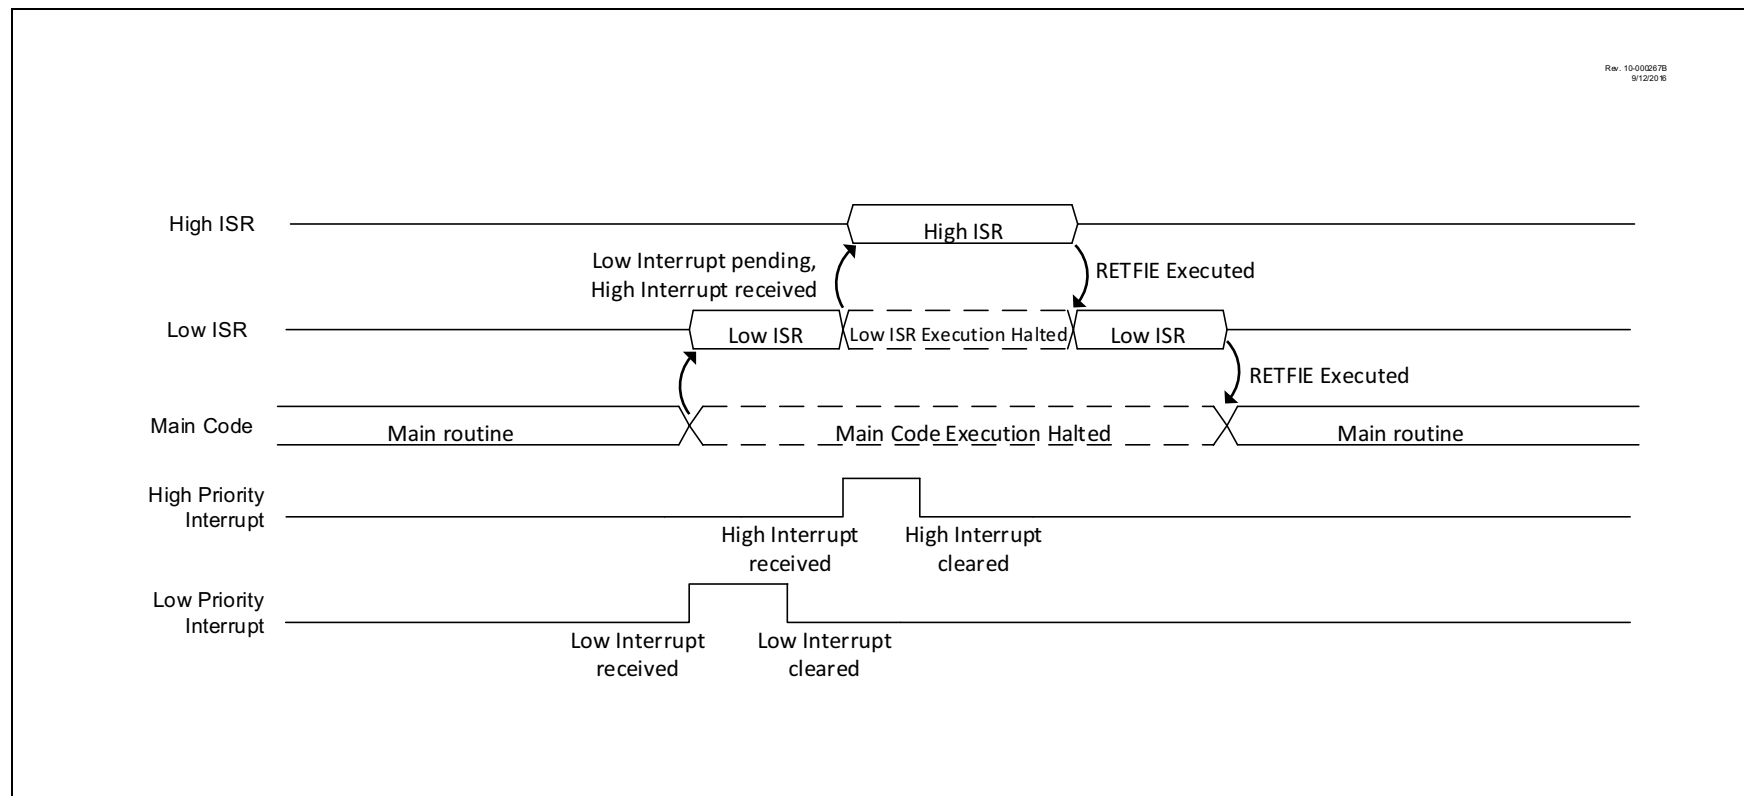 Rev. 10-000267B
9/12/2016
High ISR
High ISR
Low Interrupt pending,
High Interrupt received
RETFIE Executed
Low ISR
Low ISR
Low ISR Execution Halted
Low ISR
RETFIE Executed
Main Code
Main routine
Main Code Execution Halted
Main routine
High Priority
Interrupt
High Interrupt
received
High Interrupt
cleared
Low Priority
Interrupt
Low Interrupt
received
Low Interrupt
cleared